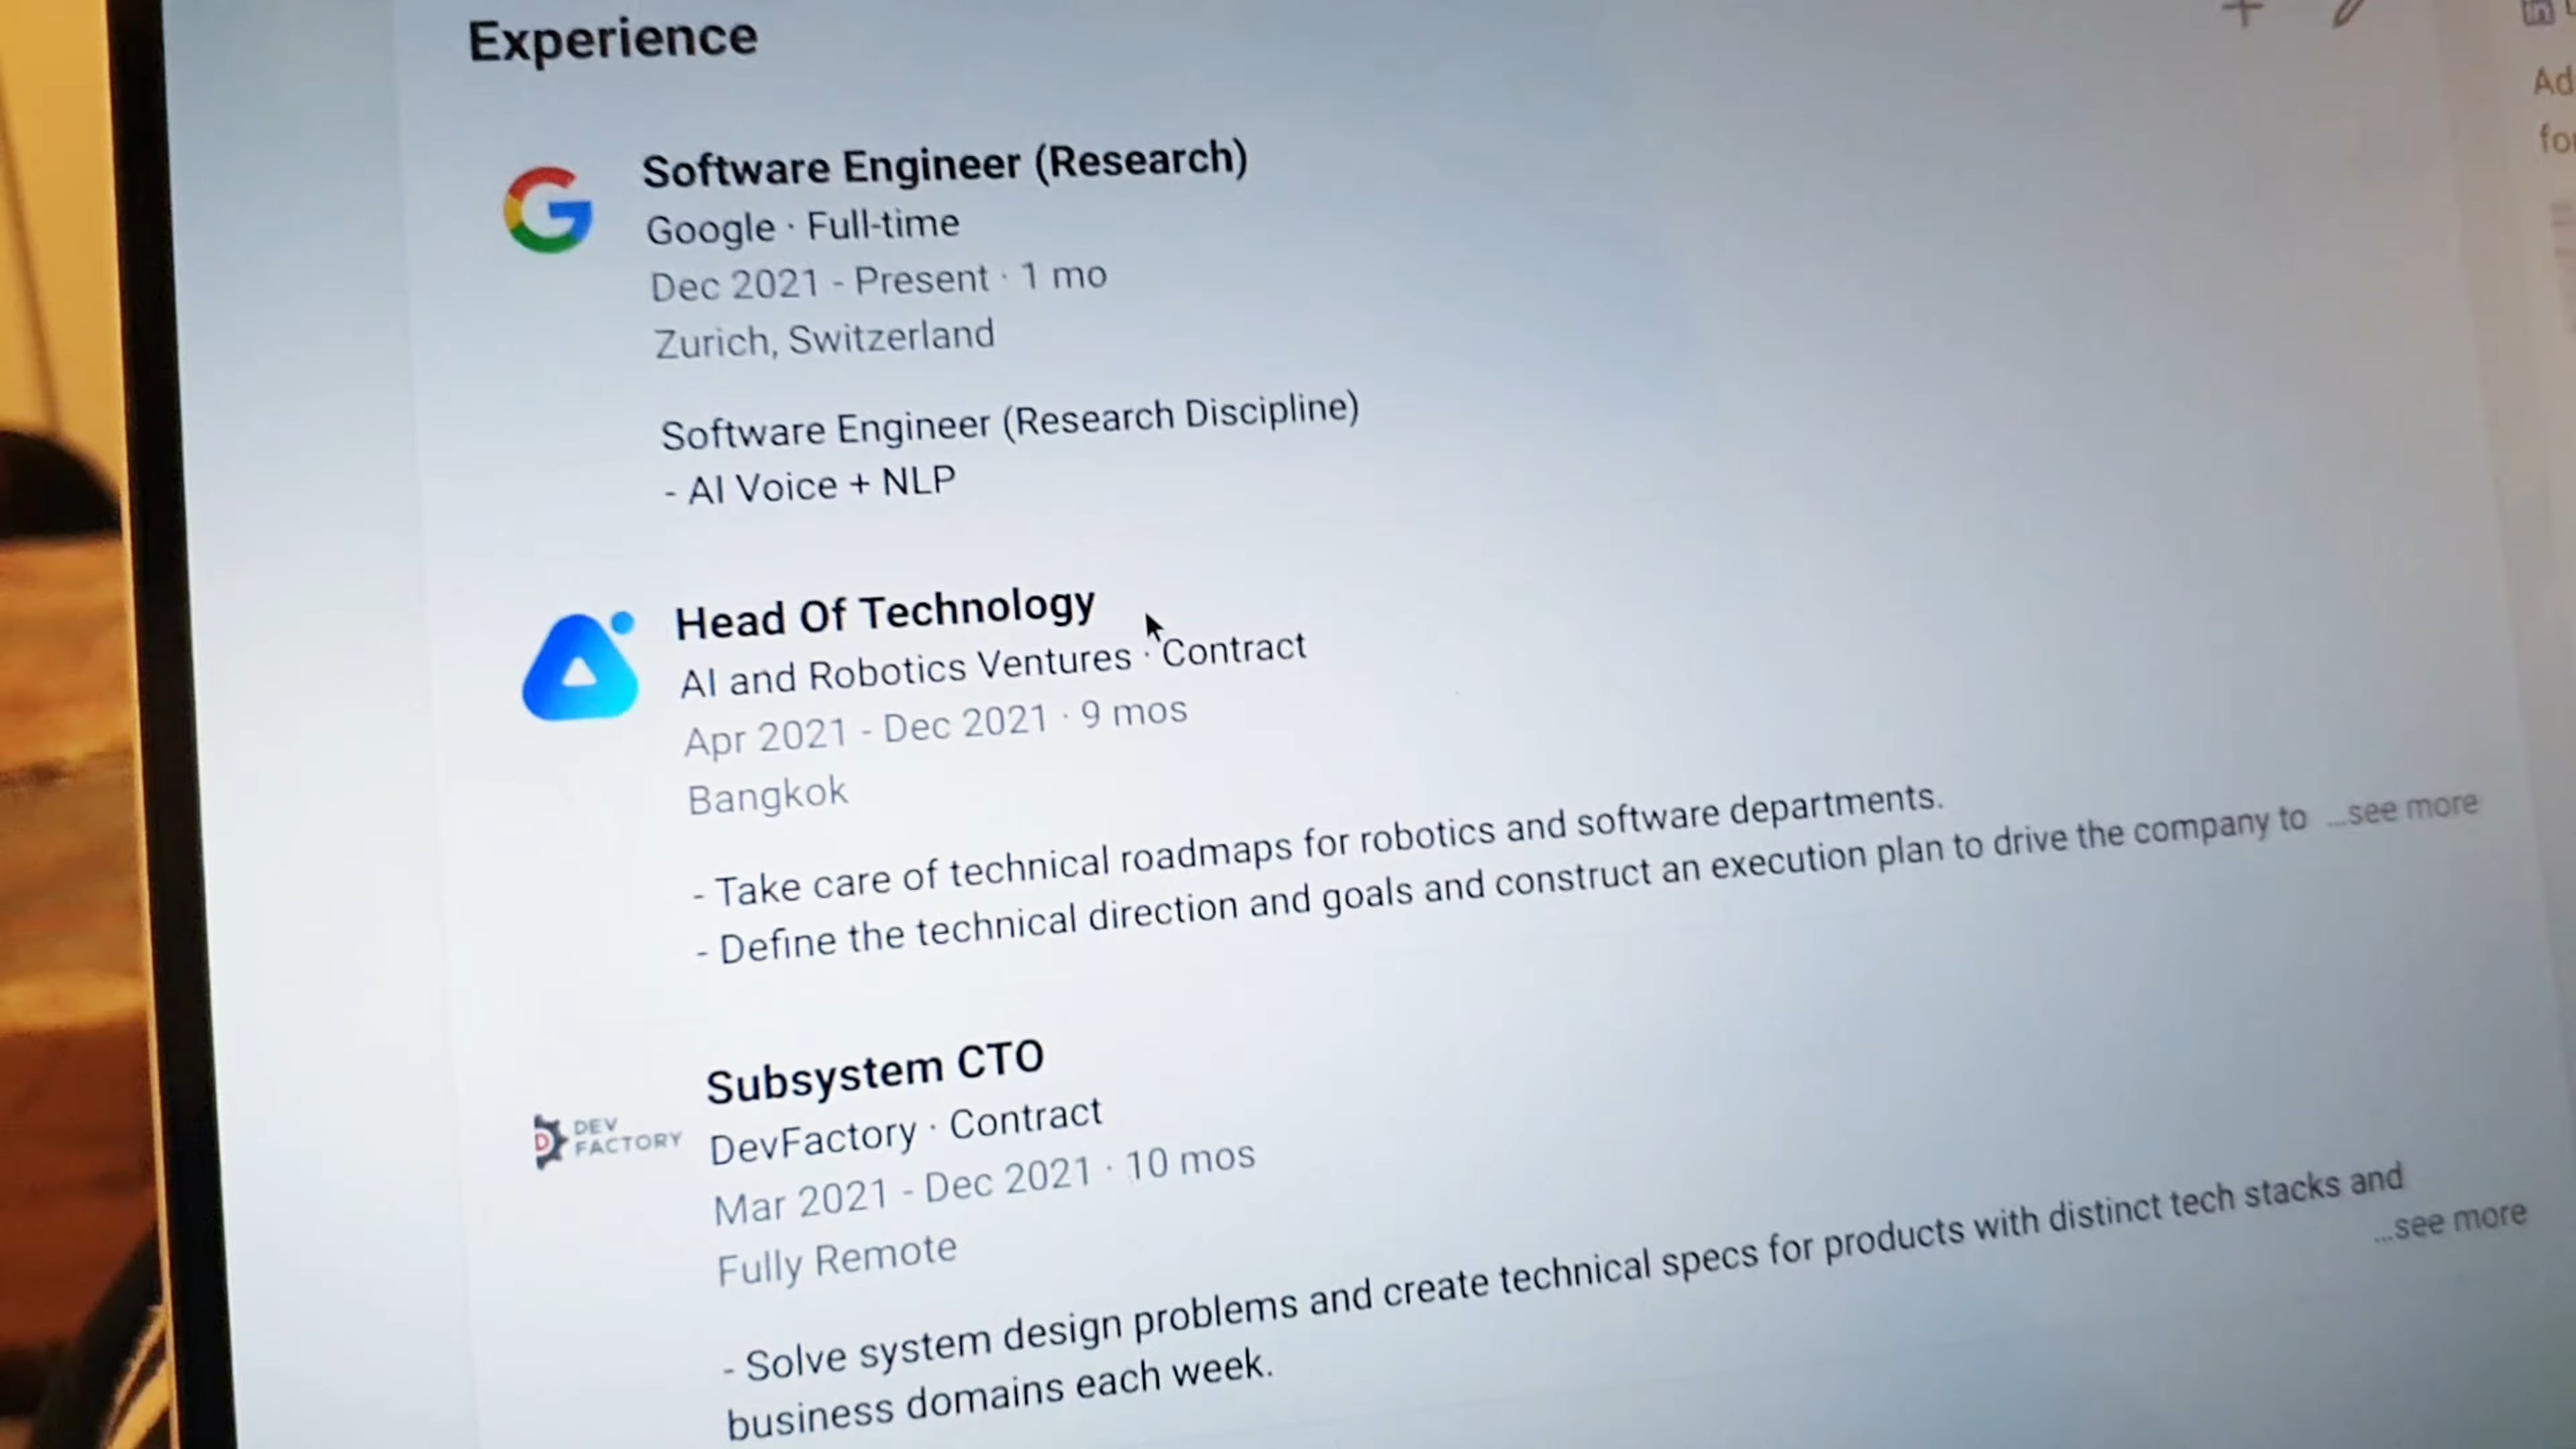 Experience
Software Engineer (Research)
Google · Full-time
Dec 2021 - Present · 1 mo
Zurich, Switzerland
Software Engineer (Research Discipline)
- AI Voice + NLP
Head Of Technology
AI and Robotics Ventures · Contract
Apr 2021 - Dec 2021 · 9 mos
Bangkok
- Take care of technical roadmaps for robotics and software departments.
- Define the technical direction and goals and construct an execution plan to drive the company to ...see more
Subsystem CTO
DEV
FACTORY
DevFactory · Contract
Mar 2021 - Dec 2021 · 10 mos
Fully Remote
- Solve system design problems and create technical specs for products with distinct tech stacks and
business domains each week.
...see more
in
Ad
for